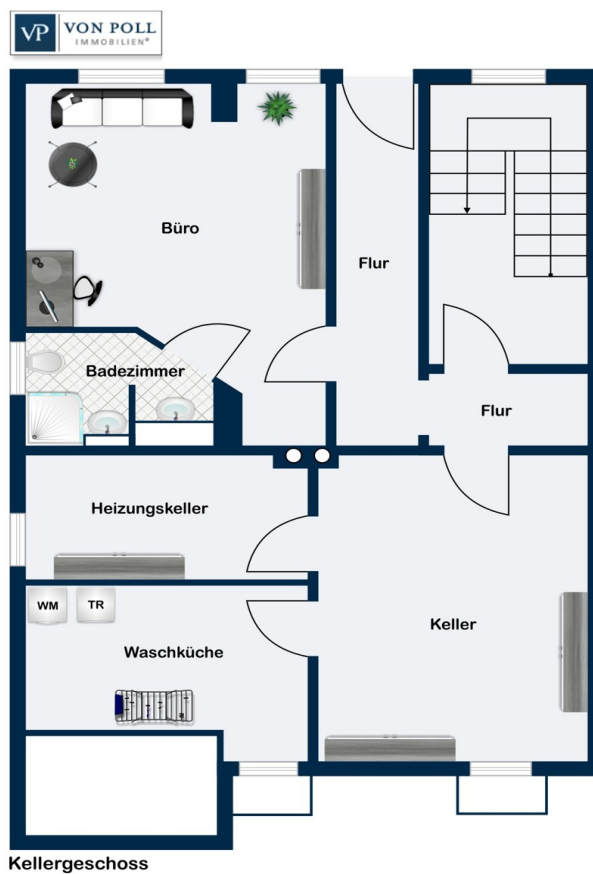 VP VON POLL
IMMOBILIEN®
Büro
Flur
Badezimmer
Flur
Heizungskeller
WM TR
Keller
Waschküche
Kellergeschoss